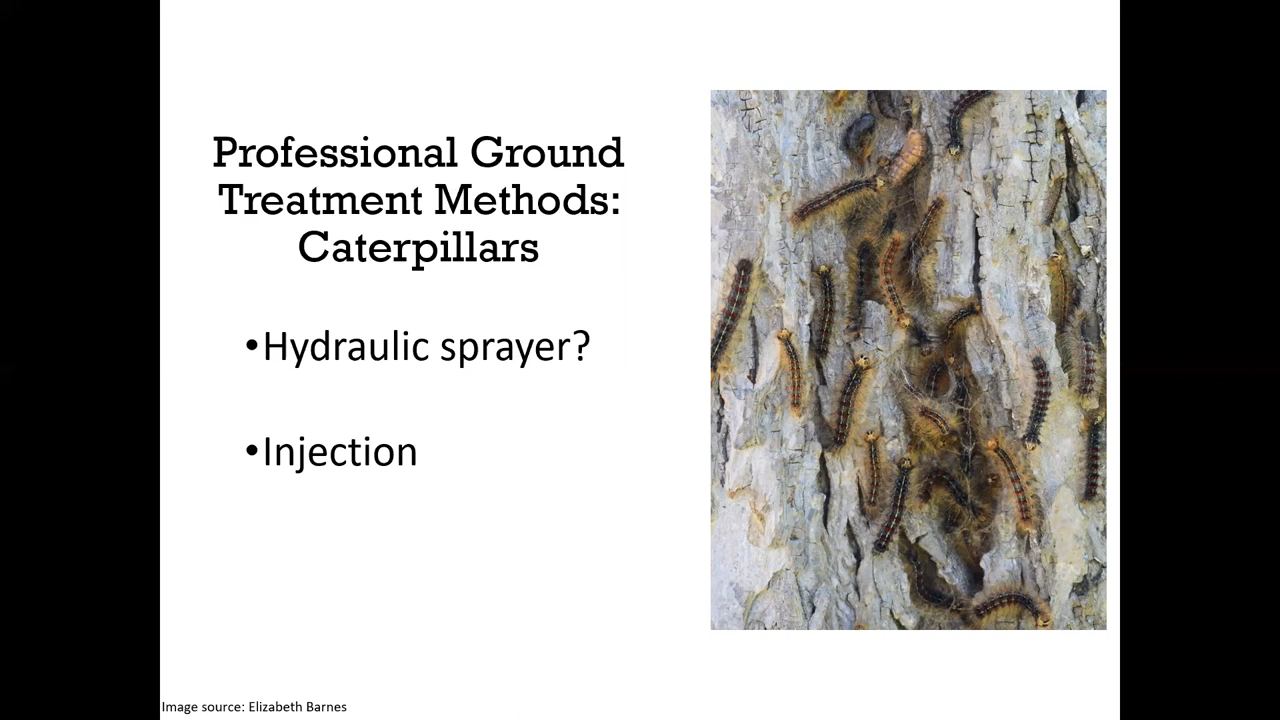 Professional Ground
Treatment Methods:
Caterpillars
•Hydraulic sprayer?
•Injection
Image source: Elizabeth Barnes